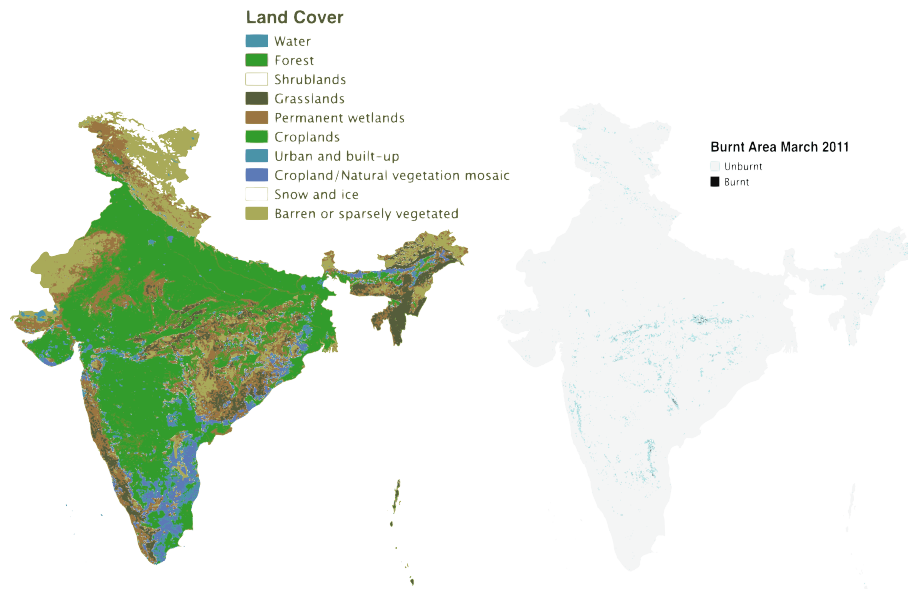 Land Cover
Water
Forest
Shrublands
Grasslands
Permanent wetlands
Croplands
Urban and built-up
Cropland/Natural vegetation mosaic
Snow and ice
Barren or sparsely vegetated
Burnt Area March 2011
Unburnt
Burnt